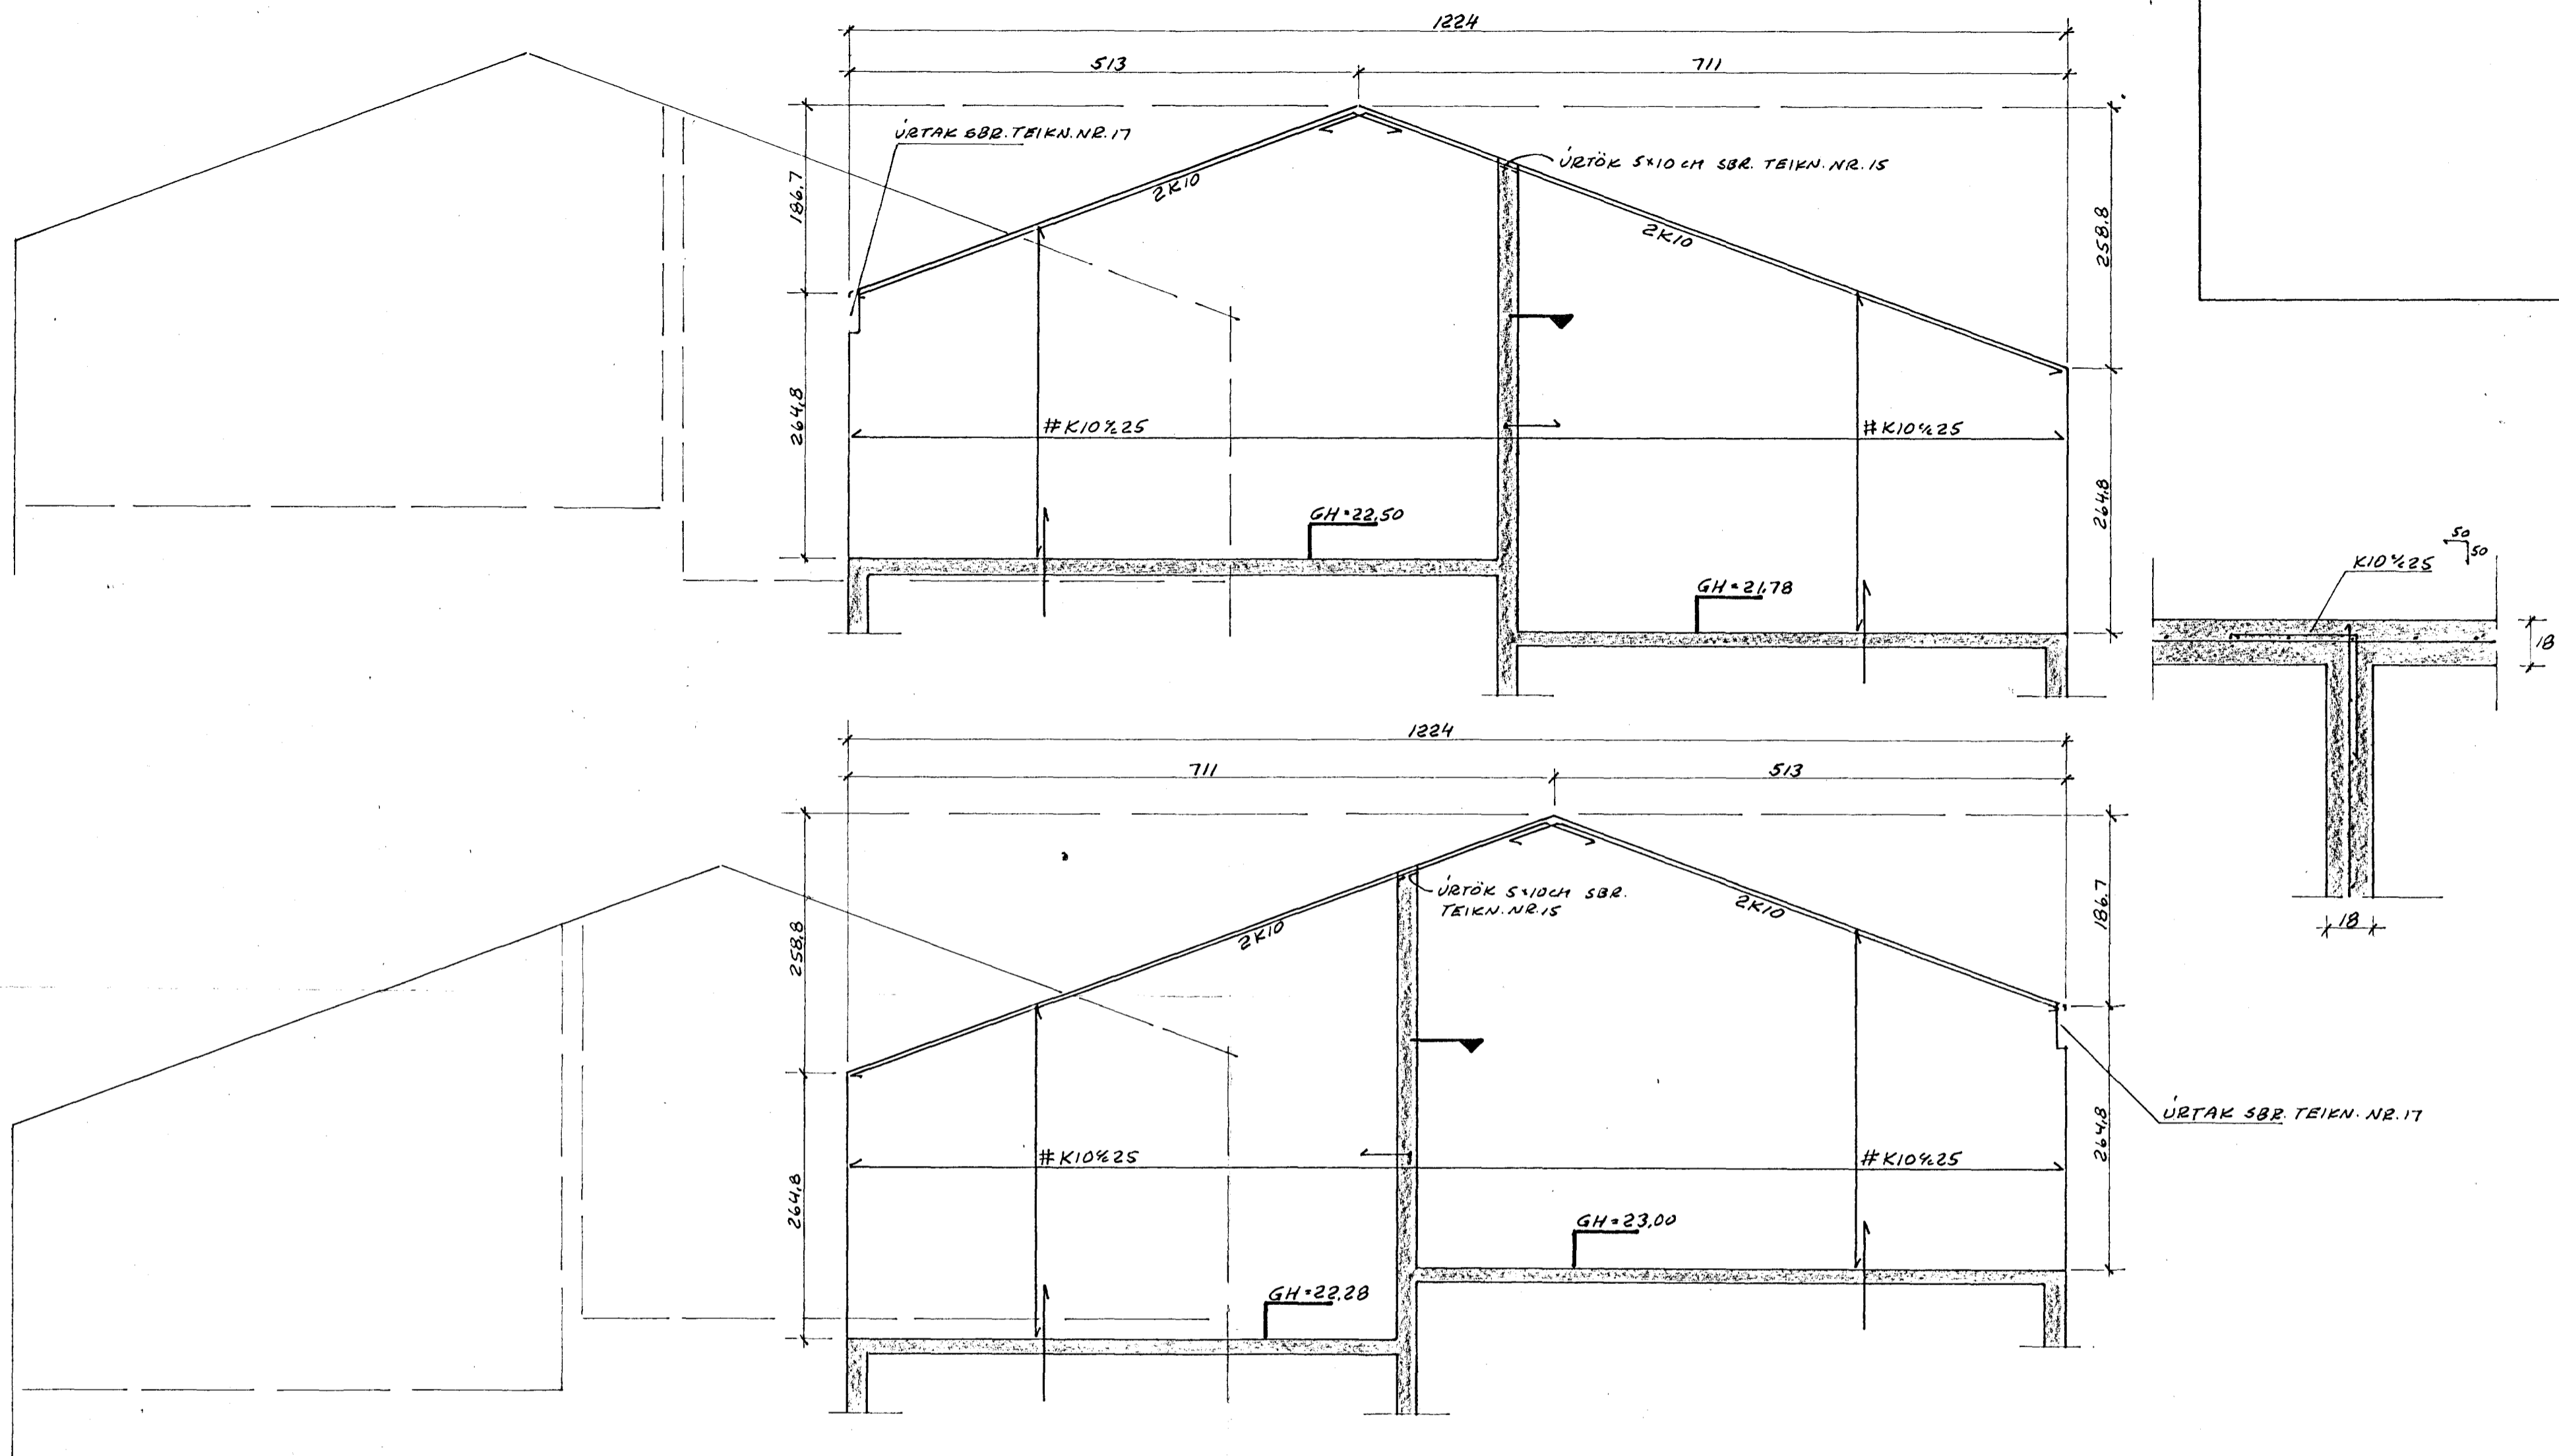 1224
513
711
ÚRTAK SBR. TEIKN. NR. 17
186,7
2K10
ÚRTÖK 5×10 CM SBR. TEIKN. NR. 15
2K10
258,8
264,8
# K10 % 25
# K10 % 25
264,8
GH=22,50
GH=21,78
50
50
K10 % 25
18
18
1224
711
513
258,8
2K10
ÚRTÖK 5×10CM SBR.
TEIKN. NR. 15
2K10
186,7
264,8
# K10 % 25
# K10 % 25
264,8
ÚRTAK SBR. TEIKN. NR. 17
GH=22,28
GH=23,00